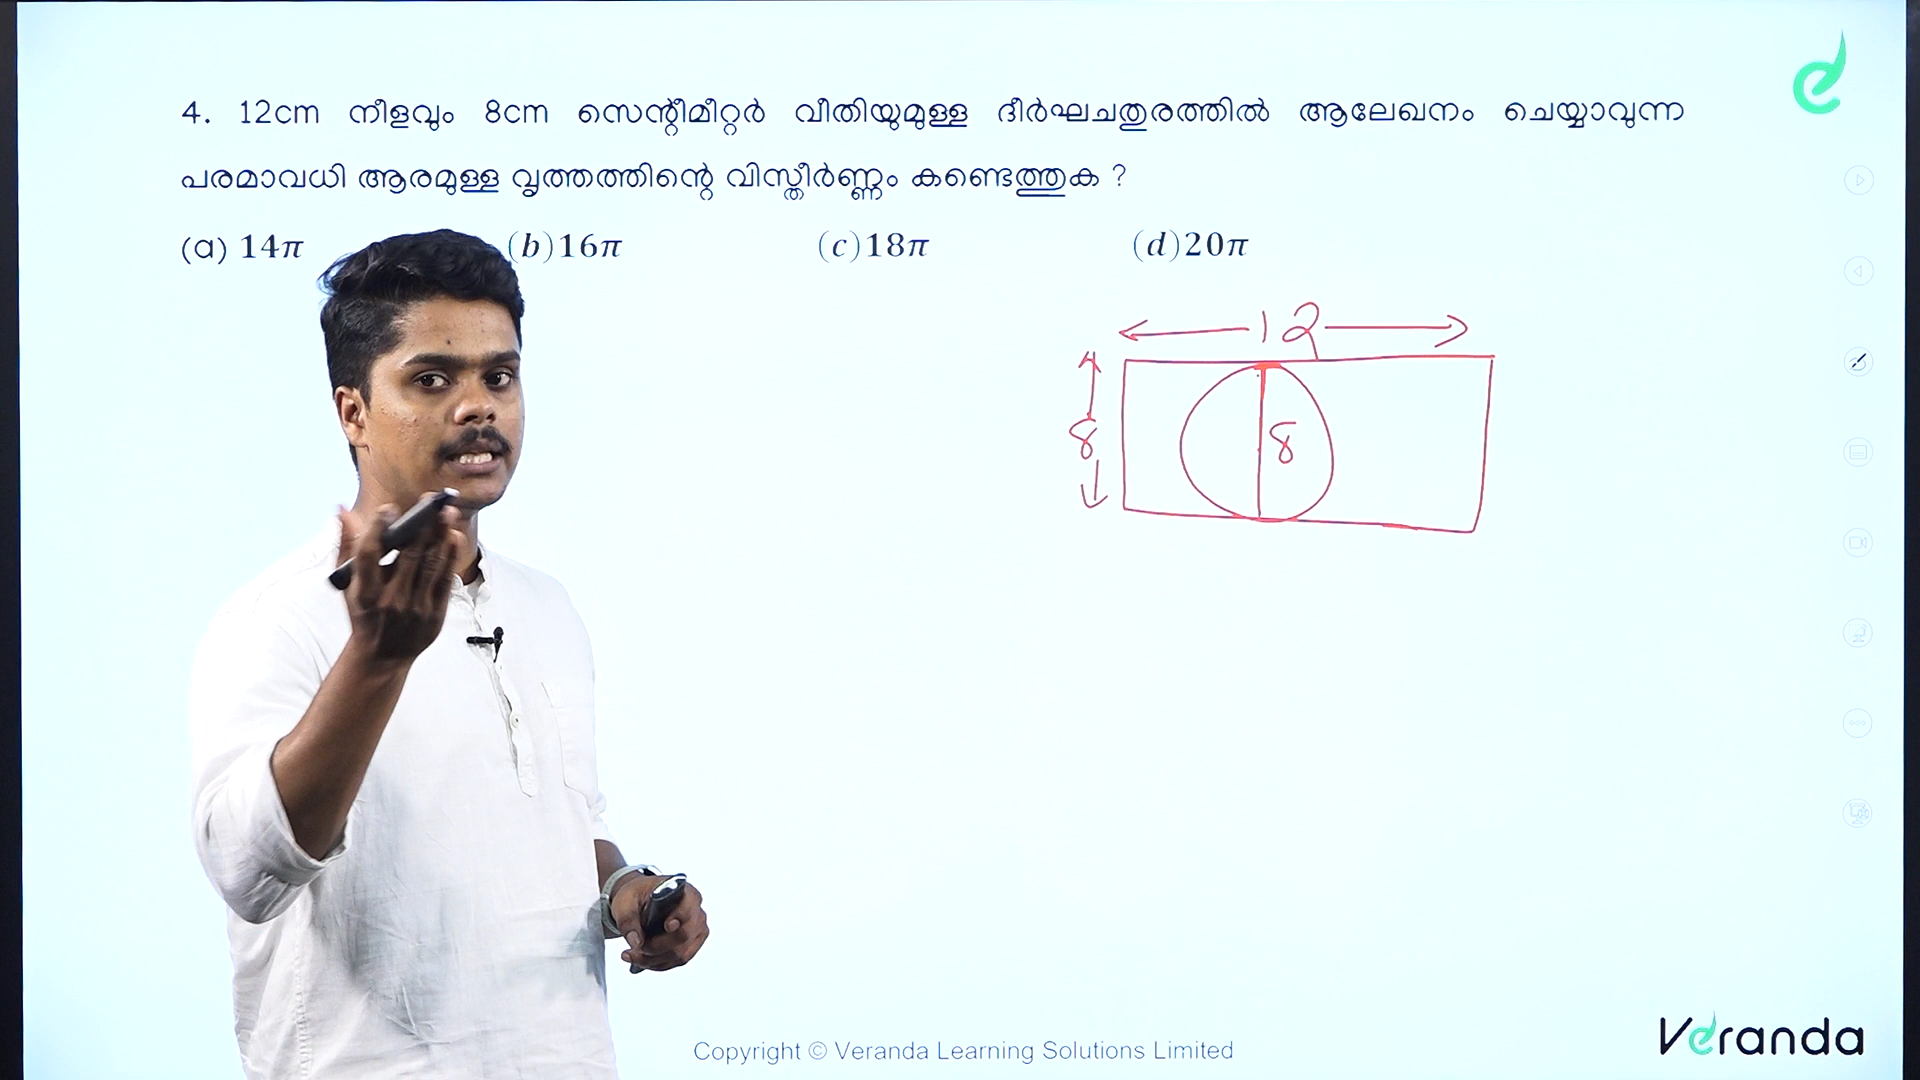 4. 12cm നീളവും 8cm സെന്റീമീറ്റർ വീതിയുമുള്ള ദീർഘചതുരത്തിൽ ആലേഖനം ചെയ്യാവുന്ന
പരമാവധി ആരമുള്ള വൃത്തത്തിന്റെ വിസ്തീർണ്ണം കണ്ടെത്തുക ?
(a) 14π (b)16π (c)18π (d)20π
12
8 8
Copyright © Veranda Learning Solutions Limited
Veranda